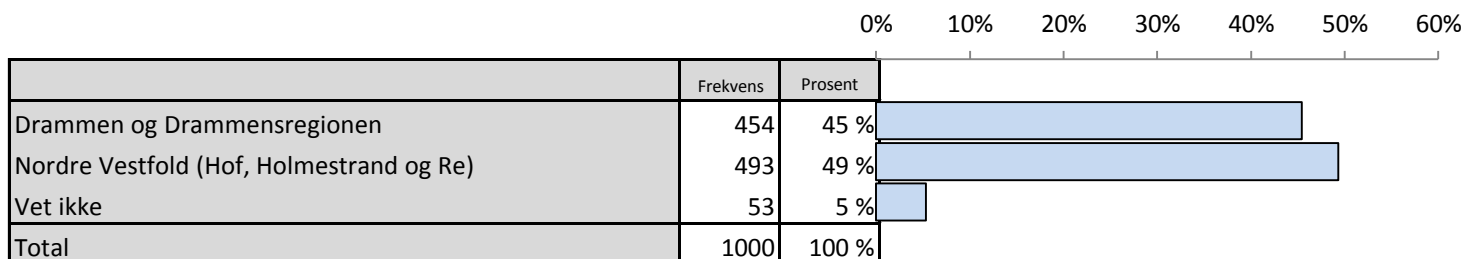 0% 10% 20% 30% 40% 50% 60%
Frekvens Prosent
Drammen og Drammensregionen 454 45 %
Nordre Vestfold (Hof, Holmestrand og Re) 493 49 %
Vet ikke 53 5 %
Total 1000 100 %